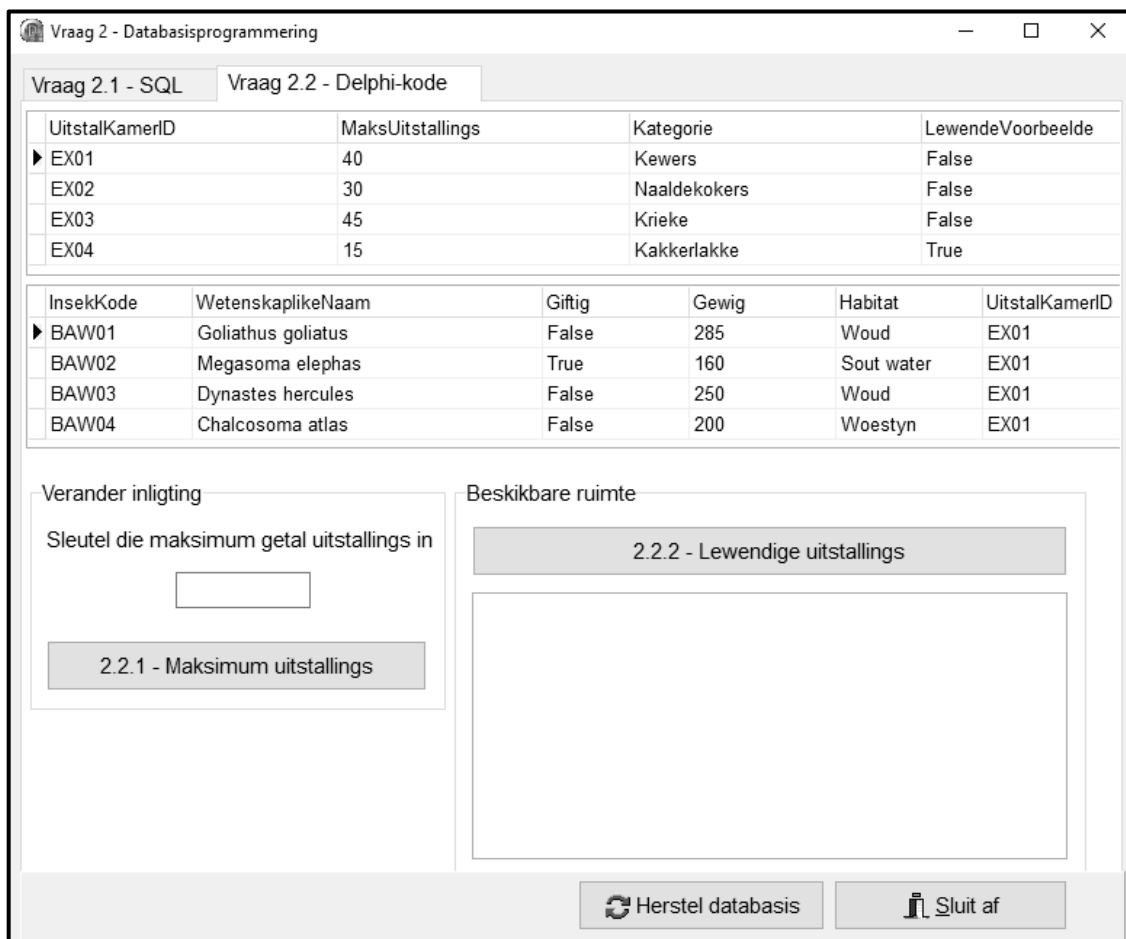 Vraag 2 - Databasisprogrammering
Vraag 2.1 - SQL Vraag 2.2 - Delphi-kode
UitstalKamerID MaksUitstallings Kategorie LewendeVoorbeelde
EX01 40 Kewers False
EX02 30 Naaldekokers False
EX03 45 Krieke False
EX04 15 Kakkerlakke True
InsekKode WetenskaplikeNaam Giftig Gewig Habitat UitstalKamerID
BAW01 Goliathus goliatus False 285 Woud EX01
BAW02 Megasoma elephas True 160 Sout water EX01
BAW03 Dynastes hercules False 250 Woud EX01
BAW04 Chalcosoma atlas False 200 Woestyn EX01
Verander inligting
Sleutel die maksimum getal uitstallings in
2.2.1 - Maksimum uitstallings
Beskikbare ruimte
2.2.2 - Lewendige uitstallings
Herstel databasis Sluit af